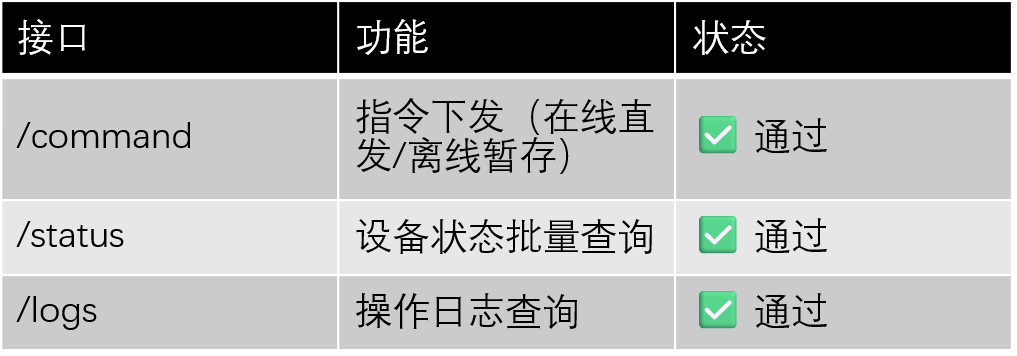 接口 功能 状态
/command 指令下发（在线直发/离线暂存） ✅ 通过
/status 设备状态批量查询 ✅ 通过
/logs 操作日志查询 ✅ 通过